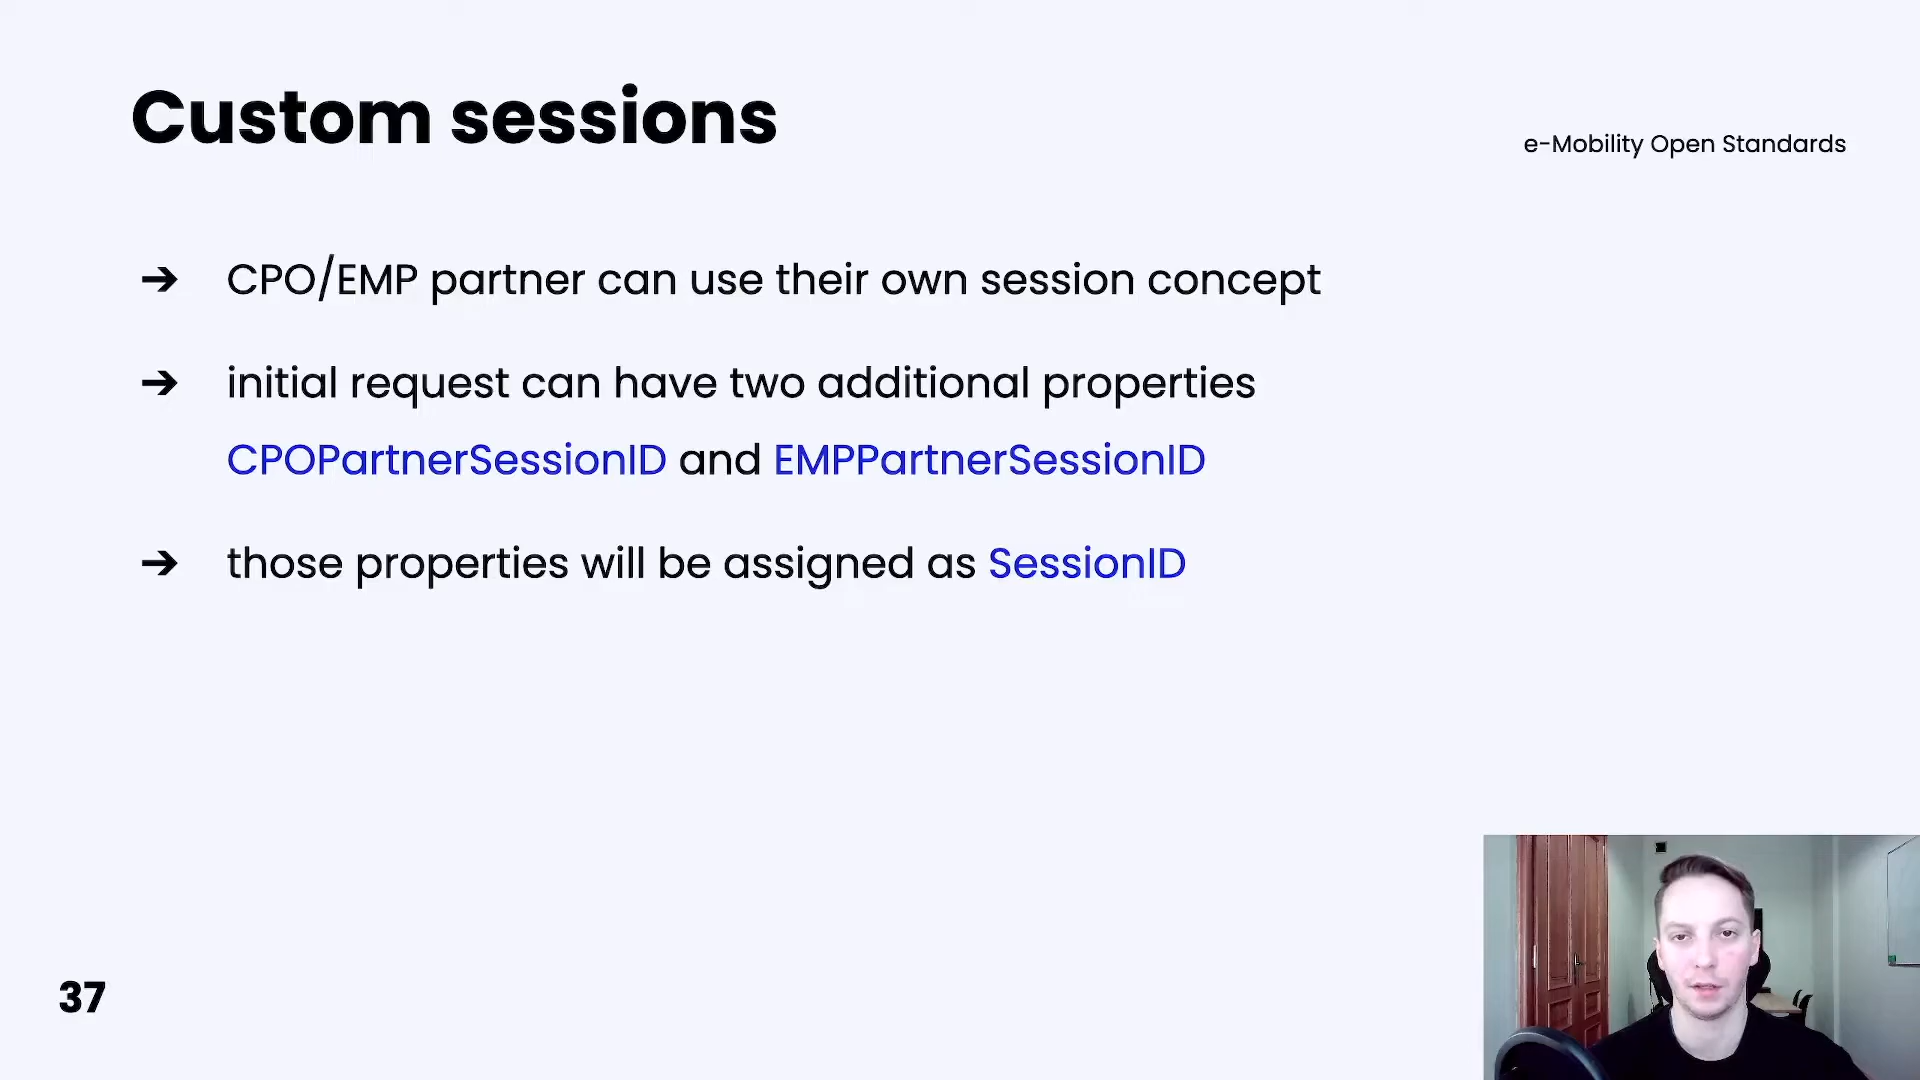 Custom sessions
e-Mobility Open Standards
➔ CPO/EMP partner can use their own session concept
➔ initial request can have two additional properties
CPOPartnerSessionID and EMPPartnerSessionID
➔ those properties will be assigned as SessionID
37